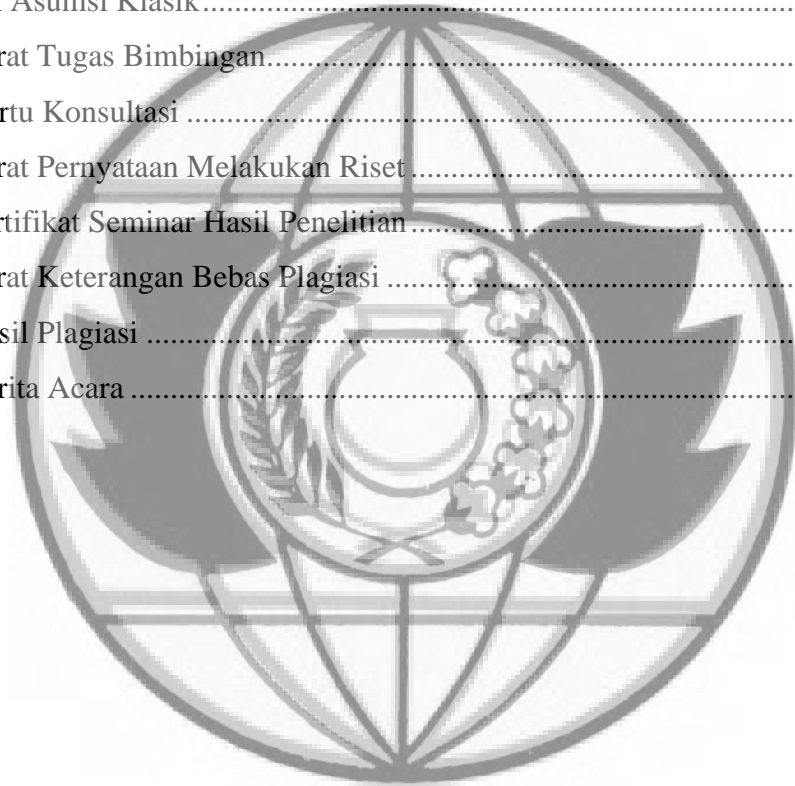 i Asumsi Klasik..............................................................................
rat Tugas Bimbingan......................................................................
rtu Konsultasi ................................................................................
rat Pernyataan Melakukan Riset ...................................................
rtifikat Seminar Hasil Penelitian ...................................................
rat Keterangan Bebas Plagiasi ......................................................
sil Plagiasi .....................................................................................
rita Acara .......................................................................................